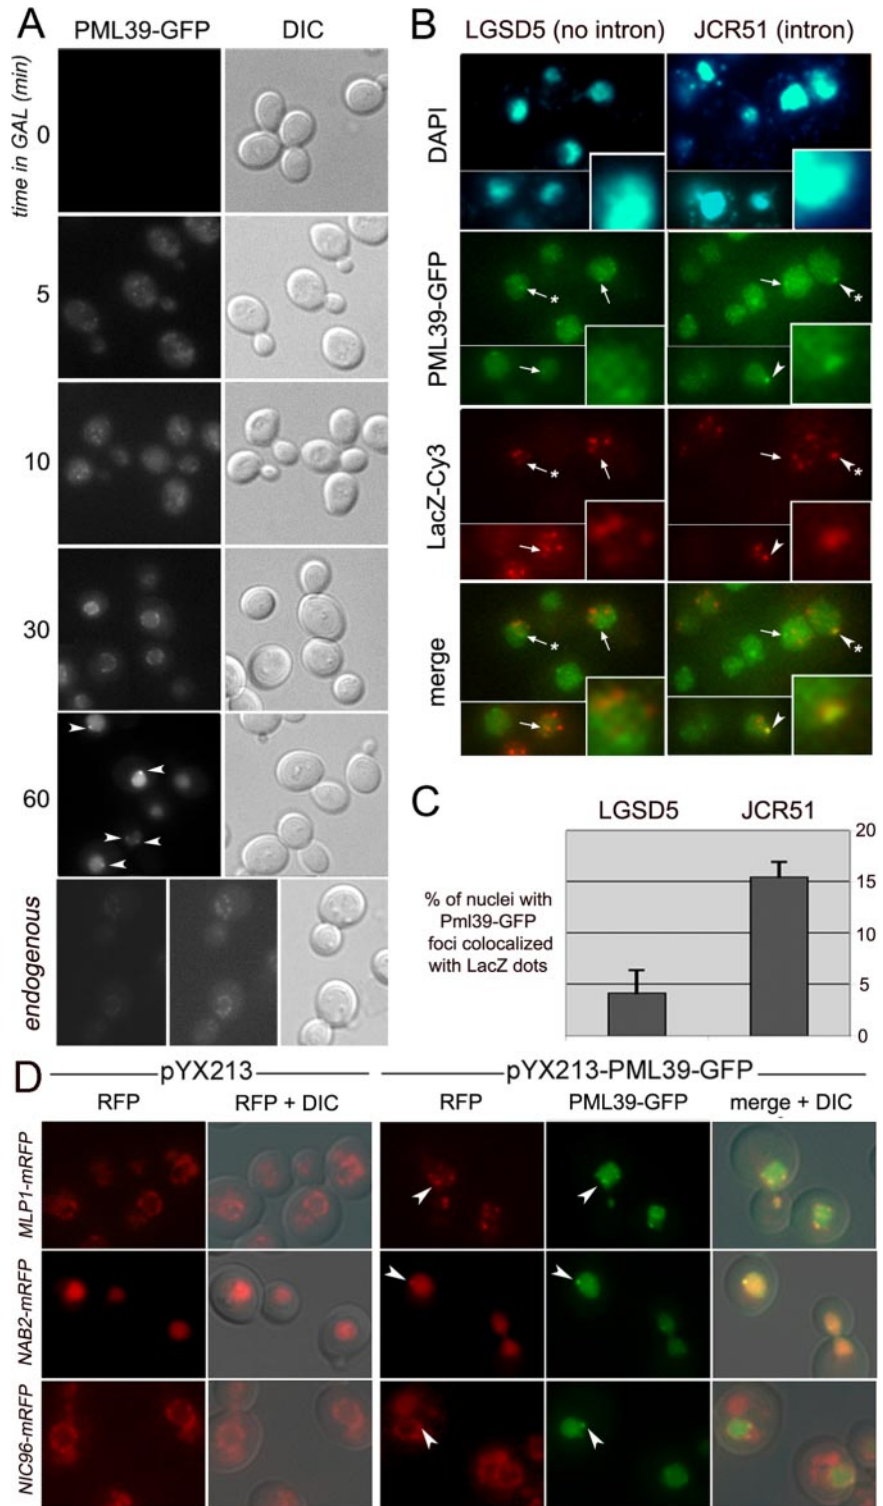 A
PML39-GFP
DIC
time in GAL (min)
0
5
10
30
60
endogenous
B
LGSD5 (no intron)
JCR51 (intron)
DAPI
PML39-GFP
*
*
LacZ-Cy3
*
*
merge
*
*
C
LGSD5
JCR51
% of nuclei with
Pml39-GFP
foci colocalized
with LacZ dots
20
15
10
5
0
D
pYX213
pYX213-PML39-GFP
RFP
RFP + DIC
RFP
PML39-GFP
merge + DIC
MLP1-mRFP
NAB2-mRFP
NIC96-mRFP